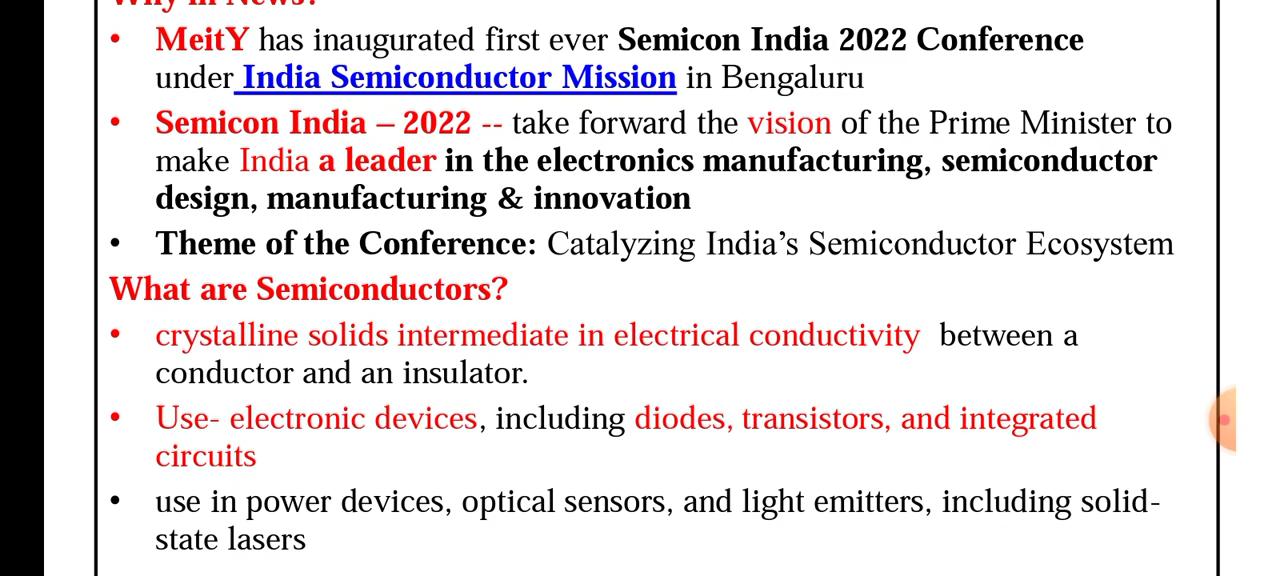 Why in News?
• MeitY has inaugurated first ever Semicon India 2022 Conference
under India Semiconductor Mission in Bengaluru
• Semicon India – 2022 -- take forward the vision of the Prime Minister to
make India a leader in the electronics manufacturing, semiconductor
design, manufacturing & innovation
• Theme of the Conference: Catalyzing India’s Semiconductor Ecosystem
What are Semiconductors?
• crystalline solids intermediate in electrical conductivity between a
conductor and an insulator.
• Use- electronic devices, including diodes, transistors, and integrated
circuits
• use in power devices, optical sensors, and light emitters, including solid-
state lasers